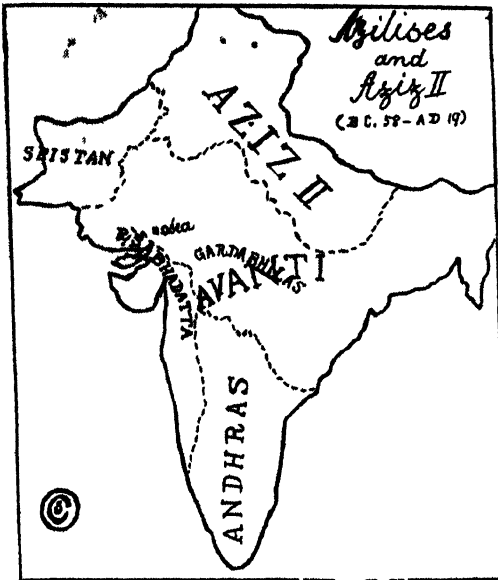 Azilises
and
Aziz II
(B C. 58 - A D 19)
AZIZ II
SEISTAN
GARDABHILAS
AVANTI
ANDHRAS